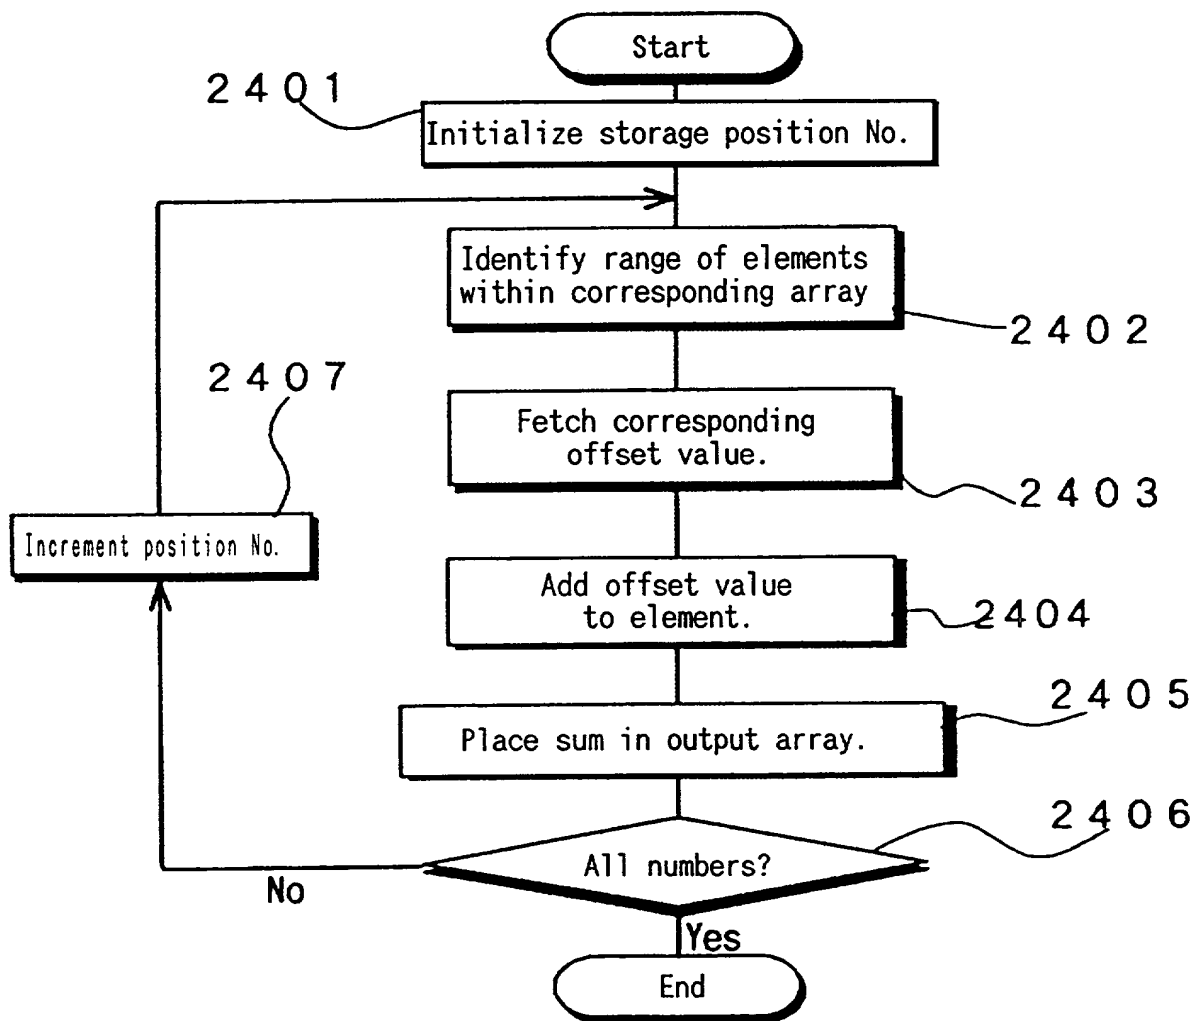 Start
2401
Initialize storage position No.
Identify range of elements
within corresponding array
2402
2407
Fetch corresponding
offset value.
2403
Increment position No.
Add offset value
to element.
2404
2405
Place sum in output array.
2406
All numbers?
No
Yes
End